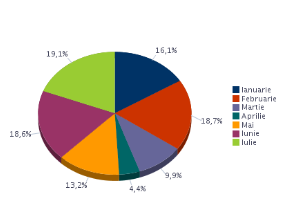 19,1%
16,1%
18,7%
9,9%
4,4%
13,2%
18,6%
Ianuarie
Februarie
Martie
Aprilie
Mai
Iunie
Iulie